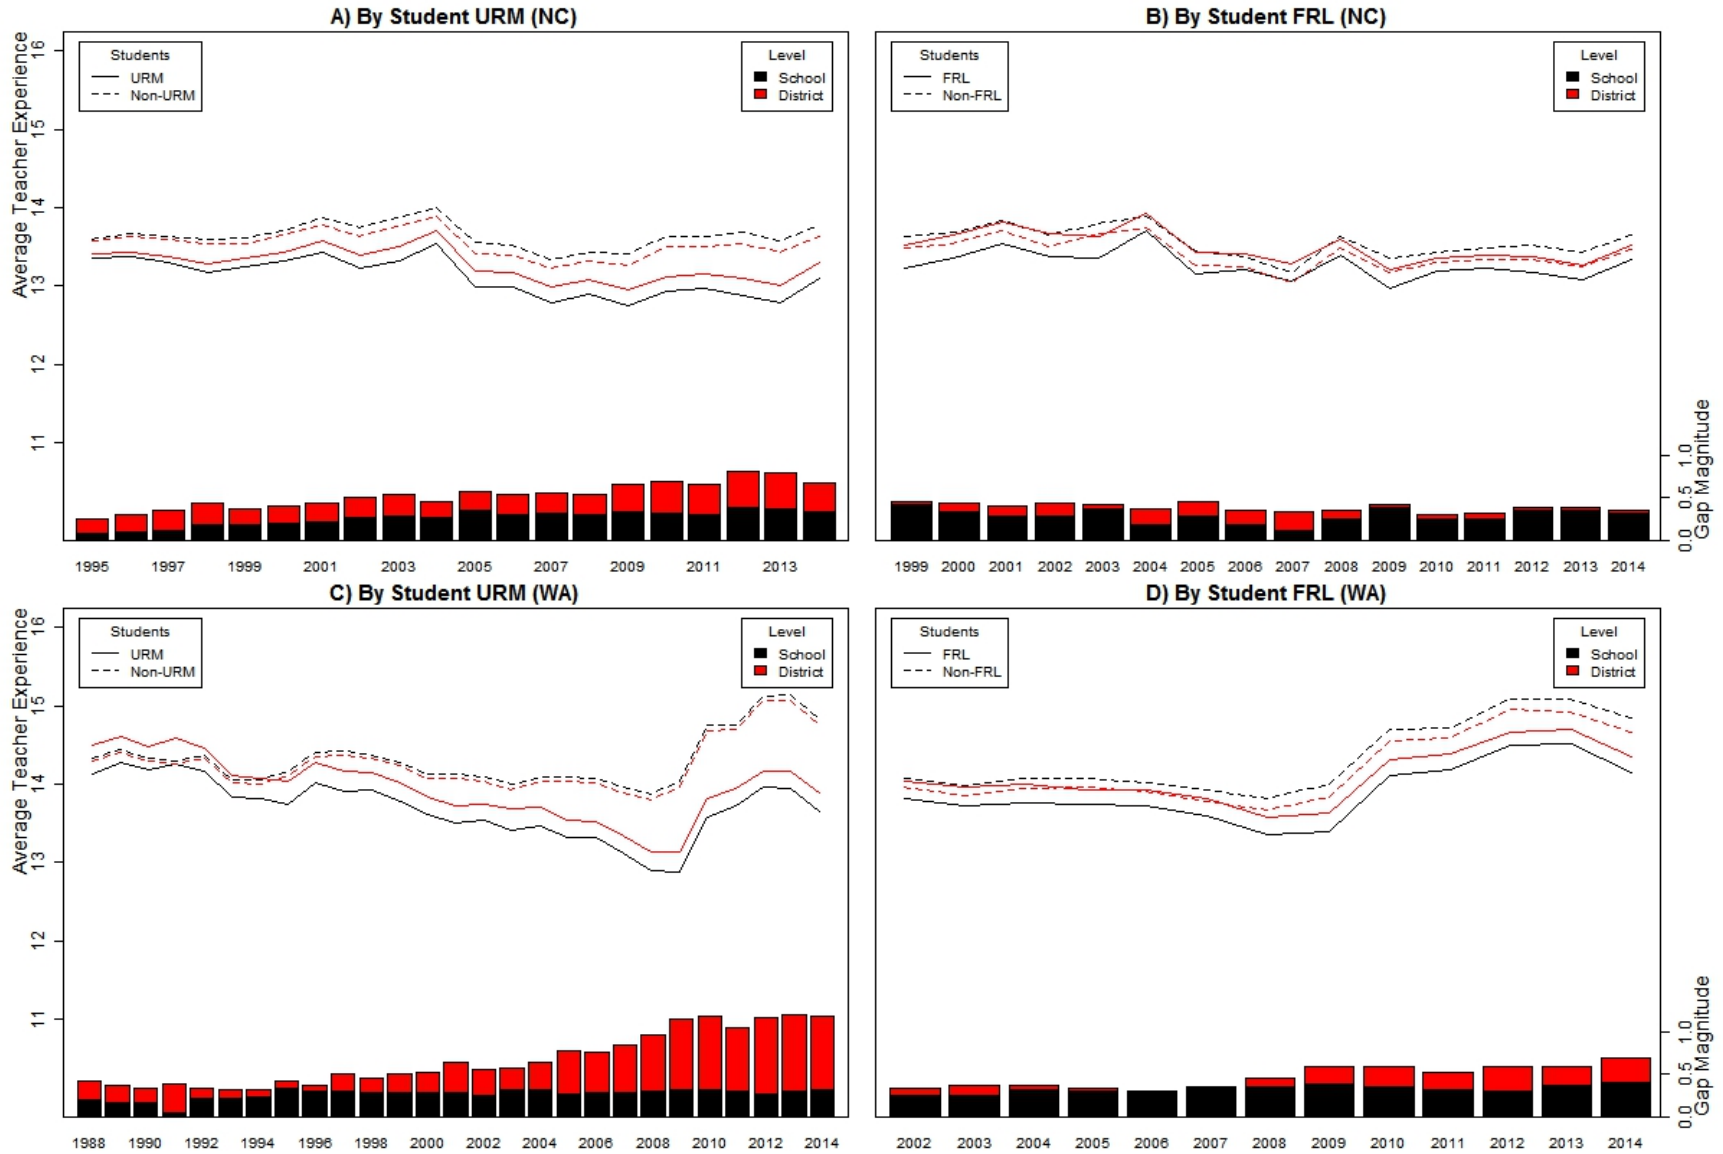 A) By Student URM (NC)
Average Teacher Experience
16
15
14
13
12
11
Students
URM
Non-URM
Level
School
District
1995 1997 1999 2001 2003 2005 2007 2009 2011 2013
B) By Student FRL (NC)
Students
FRL
Non-FRL
Level
School
District
1.0
0.5
0.0
Gap Magnitude
1999 2000 2001 2002 2003 2004 2005 2006 2007 2008 2009 2010 2011 2012 2013 2014
C) By Student URM (WA)
Average Teacher Experience
16
15
14
13
12
11
Students
URM
Non-URM
Level
School
District
1988 1990 1992 1994 1996 1998 2000 2002 2004 2006 2008 2010 2012 2014
D) By Student FRL (WA)
Students
FRL
Non-FRL
Level
School
District
1.0
0.5
0.0
Gap Magnitude
2002 2003 2004 2005 2006 2007 2008 2009 2010 2011 2012 2013 2014